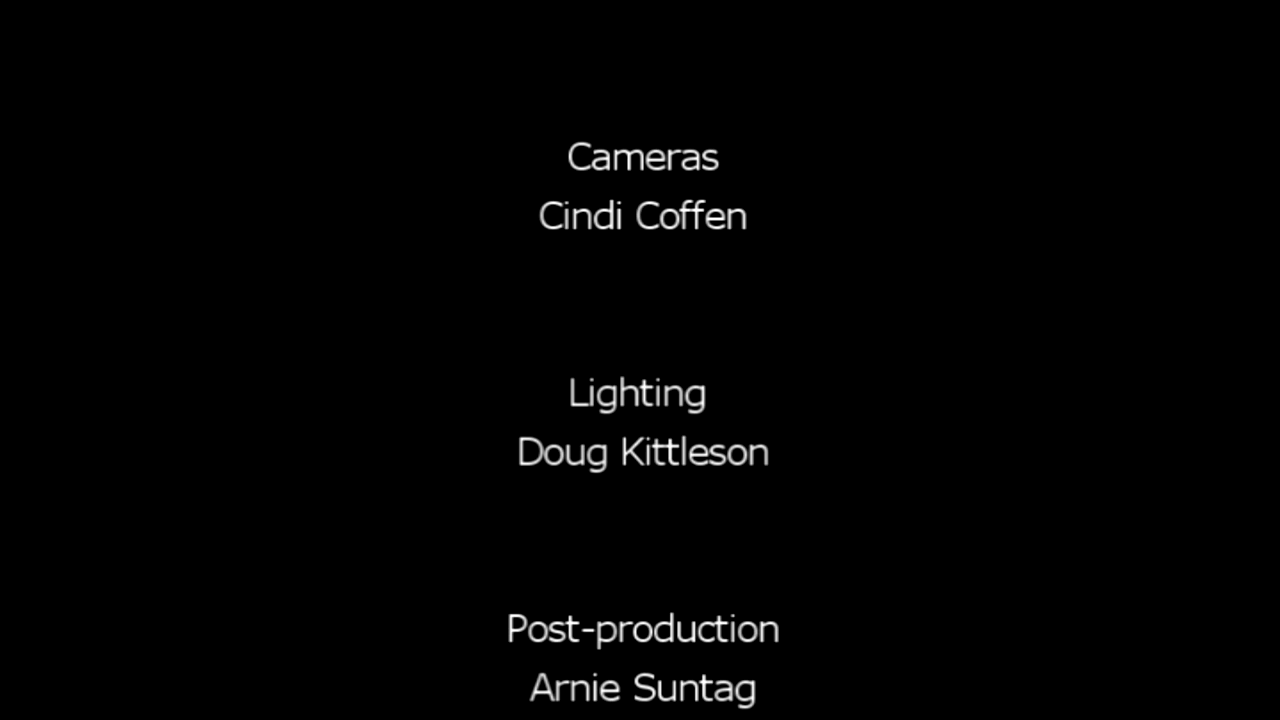 Cameras
Cindi Coffen
Lighting
Doug Kittleson
Post-production
Arnie Suntag